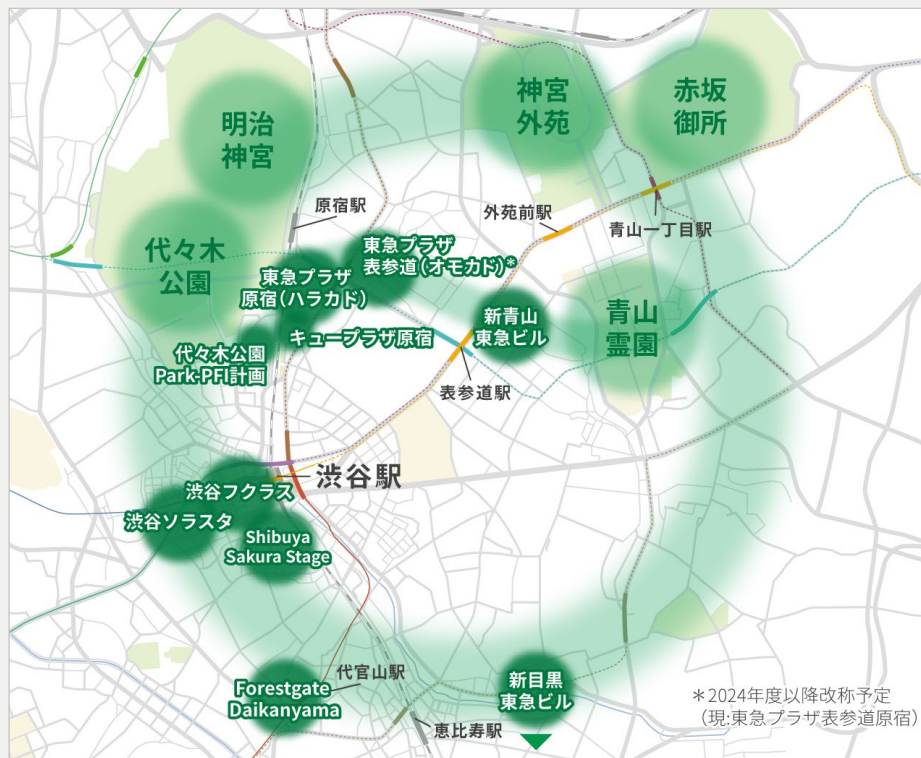 明治
神宮
神宮
外苑
赤坂
御所
原宿駅
外苑前駅
青山一丁目駅
代々木
公園
東急プラザ
表参道(オモカド)*
東急プラザ
原宿(ハラカド)
キュープラザ原宿
新青山
東急ビル
青山
霊園
代々木公園
Park-PFI計画
表参道駅
渋谷駅
渋谷フクラス
渋谷ソラスタ
Shibuya
Sakura Stage
代官山駅
Forestgate
Daikanyama
新目黒
東急ビル
恵比寿駅
＊2024年度以降改称予定
(現:東急プラザ表参道原宿)